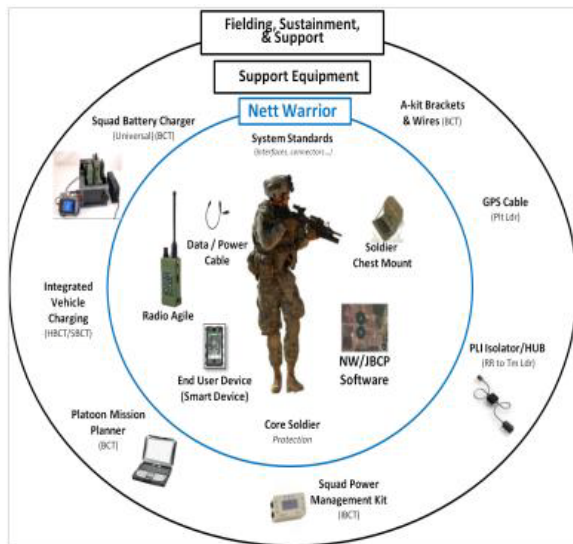 Fielding, Sustainment,
& Support
Support Equipment
Nett Warrior
System Standards
(Interfaces, connectors...)
Squad Battery Charger
(Universal)(BCT)
A-kit Brackets
& Wires (BCT)
Data / Power
Cable
Soldier
Chest Mount
GPS Cable
(Plt Ldr)
Integrated
Vehicle
Charging
(HBCT/SBCT)
Radio Agile
End User Device
(Smart Device)
NW/JBCP
Software
PLI Isolator/HUB
(RR to Tm Ldr)
Platoon Mission
Planner
(BCT)
Core Soldier
Protection
Squad Power
Management Kit
(IBCT)